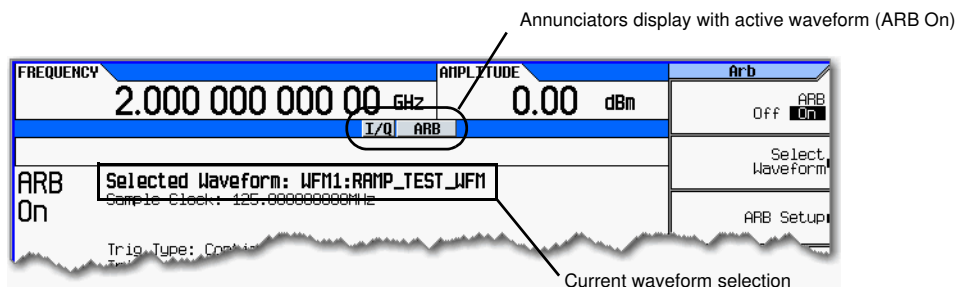 Annunciators display with active waveform (ARB On)
FREQUENCY AMPLITUDE Arb
2.000 000 000 00 GHz 0.00 dBm
ARB
Off On
I/Q ARB
Select
Waveform
ARB
On
Selected Waveform: WFM1:RAMP_TEST_WFM
Sample Clock: 125.000000000MHz
ARB Setup
Trig Type:
Current waveform selection